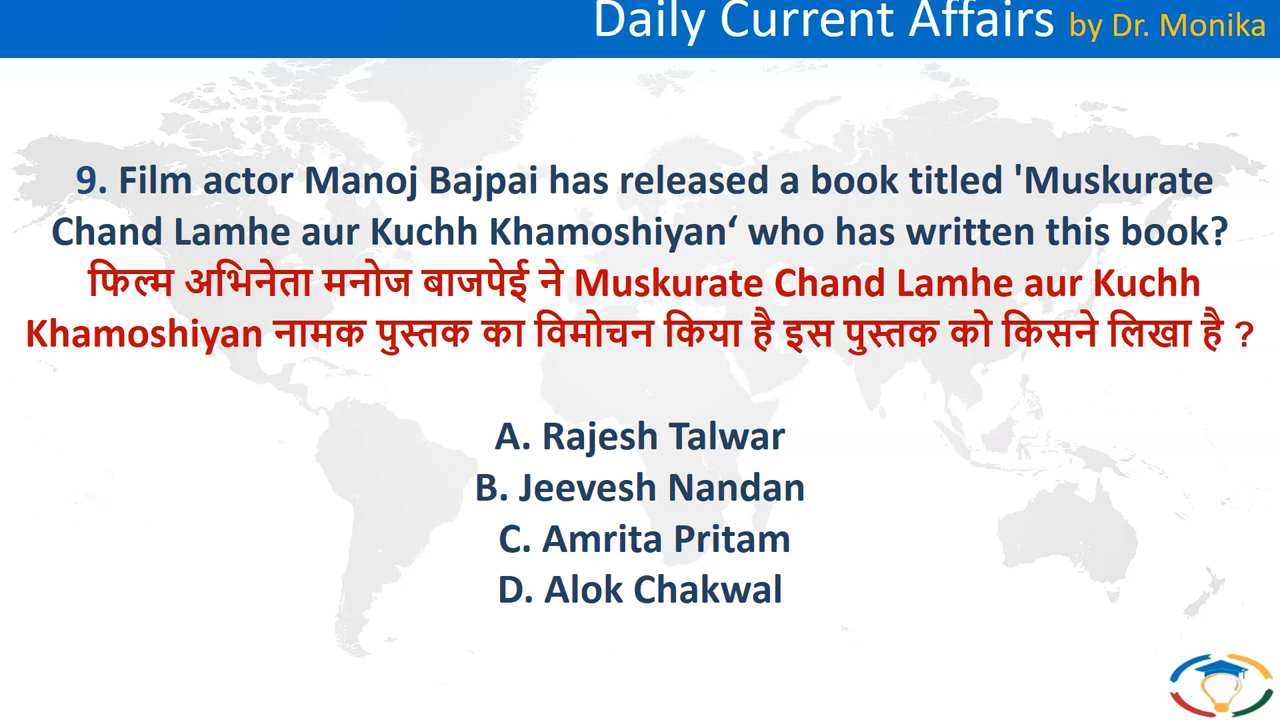 Daily Current Affairs by Dr. Monika
9. Film actor Manoj Bajpai has released a book titled 'Muskurate
Chand Lamhe aur Kuchh Khamoshiyan‘ who has written this book?
फिल्म अभिनेता मनोज बाजपेई ने Muskurate Chand Lamhe aur Kuchh
Khamoshiyan नामक पुस्तक का विमोचन किया है इस पुस्तक को किसने लिखा है ?
A. Rajesh Talwar
B. Jeevesh Nandan
C. Amrita Pritam
D. Alok Chakwal